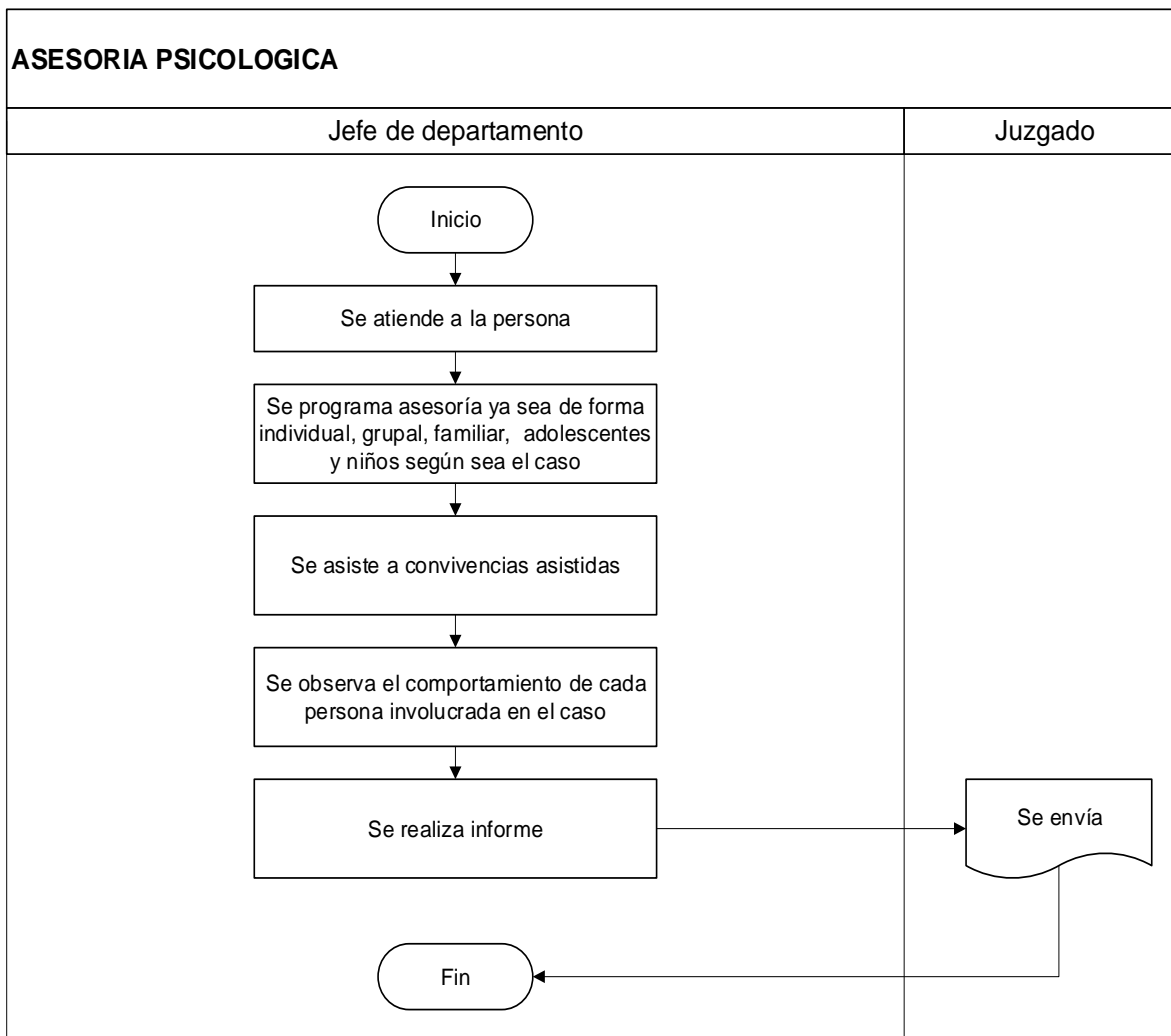 ASESORIA PSICOLOGICA
Jefe de departamento
Juzgado
Inicio
Se atiende a la persona
Se programa asesoría ya sea de forma
individual, grupal, familiar, adolescentes
y niños según sea el caso
Se asiste a convivencias asistidas
Se observa el comportamiento de cada
persona involucrada en el caso
Se realiza informe
Se envía
Fin